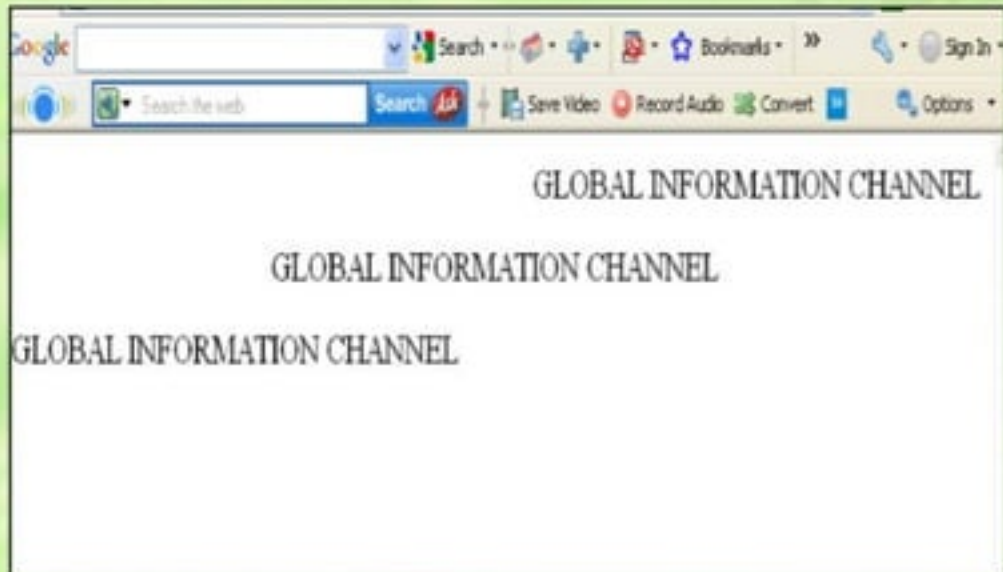 Google Search Bookmarks » Sign In
Search the web Search Ask Save Video Record Audio Convert Options
GLOBAL INFORMATION CHANNEL
GLOBAL INFORMATION CHANNEL
GLOBAL INFORMATION CHANNEL